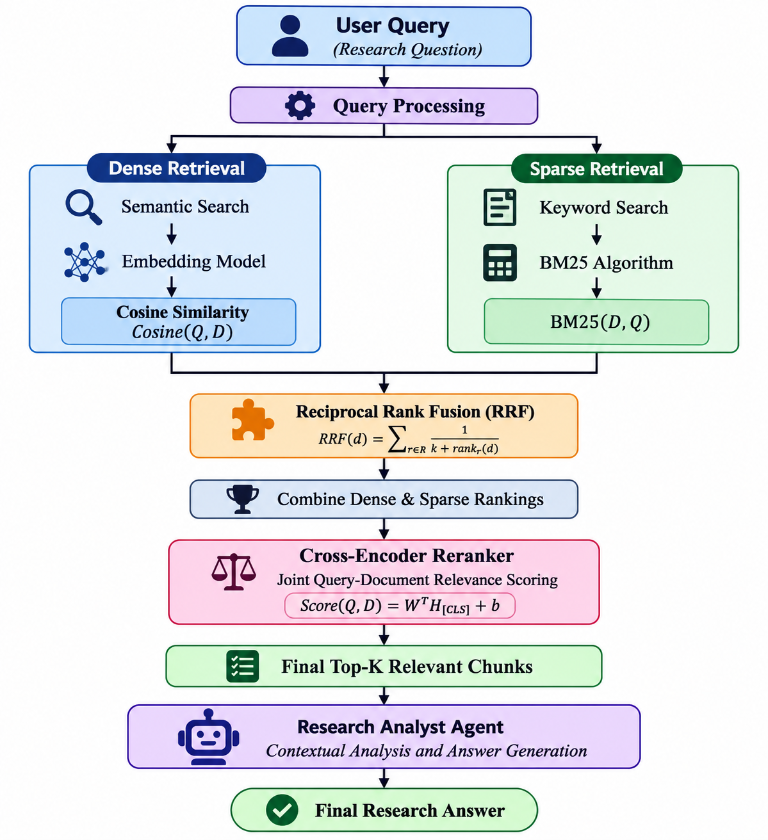 User Query
(Research Question)
Query Processing
Dense Retrieval
Semantic Search
Embedding Model
Cosine Similarity
Cosine(Q, D)
Sparse Retrieval
Keyword Search
BM25 Algorithm
BM25(D, Q)
Reciprocal Rank Fusion (RRF)
RRF(d) = ∑_{r∈R} \frac{1}{k + rank_r(d)}
Combine Dense & Sparse Rankings
Cross-Encoder Reranker
Joint Query-Document Relevance Scoring
Score(Q, D) = W^T H_{[CLS]} + b
Final Top-K Relevant Chunks
Research Analyst Agent
Contextual Analysis and Answer Generation
Final Research Answer